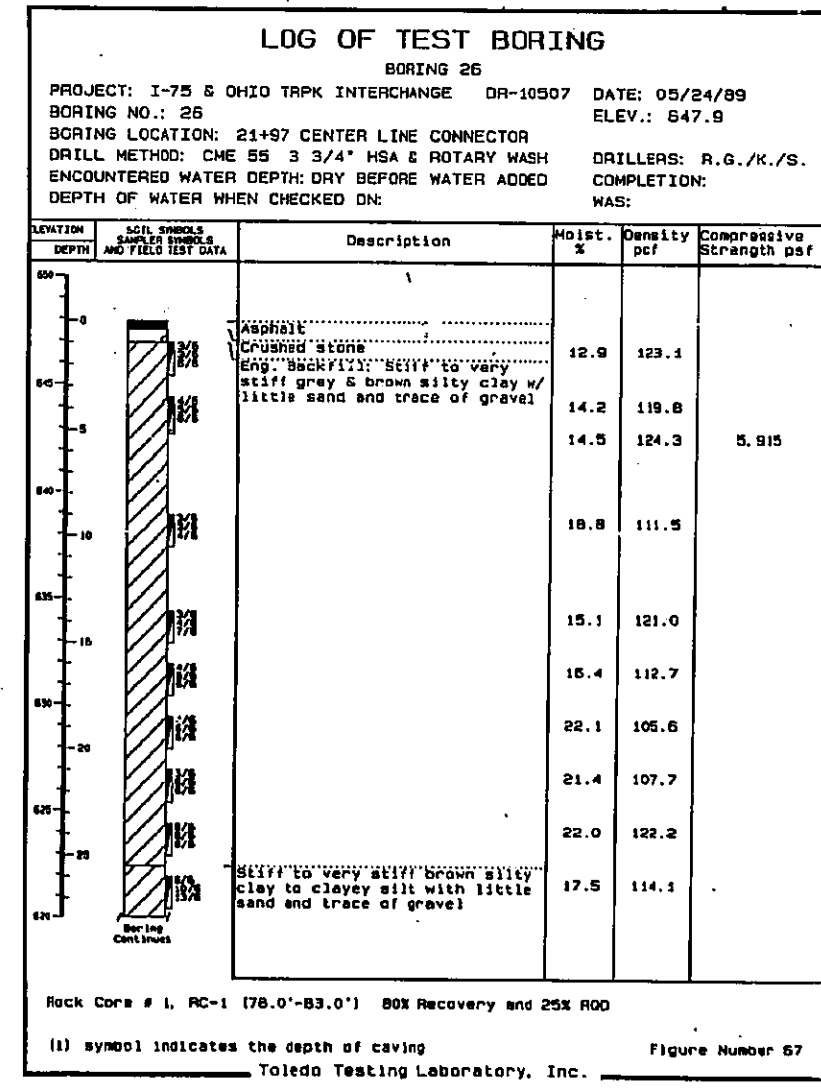 LOG OF TEST BORING
BORING 26
PROJECT: I-75 & OHIO TRPK INTERCHANGE DR-10507 DATE: 05/24/89
BORING NO.: 26 ELEV.: 647.9
BORING LOCATION: 21+97 CENTER LINE CONNECTOR
DRILL METHOD: CME 55 3 3/4" HSA & ROTARY WASH DRILLERS: R.G./K./S.
ENCOUNTERED WATER DEPTH: DRY BEFORE WATER ADDED COMPLETION:
DEPTH OF WATER WHEN CHECKED ON: WAS:
LEVATION SOIL SYMBOLS Description Moist. Density Compressive
DEPTH SAMPLER SYMBOLS % pcf Strength psf
AND FIELD TEST DATA
650
0
Asphalt
Crushed stone 12.9 123.1
Eng. Backfill: Stiff to very
645 stiff grey & brown silty clay w/
little sand and trace of gravel 14.2 119.8
5 14.5 124.3 5,915
640
10 18.8 111.5
635
15.1 121.0
15
112.7
630
22.1 105.6
20
21.4 107.7
625
22.0 122.2
25
Stiff to very stiff brown silty
clay to clayey silt with little 17.5 114.1
sand and trace of gravel
620
Boring
Continues
Rock Core # 1, RC-1 (78.0'-83.0') 80% Recovery and 25% RQD
(1) symbol indicates the depth of caving Figure Number 67
Toledo Testing Laboratory, Inc.